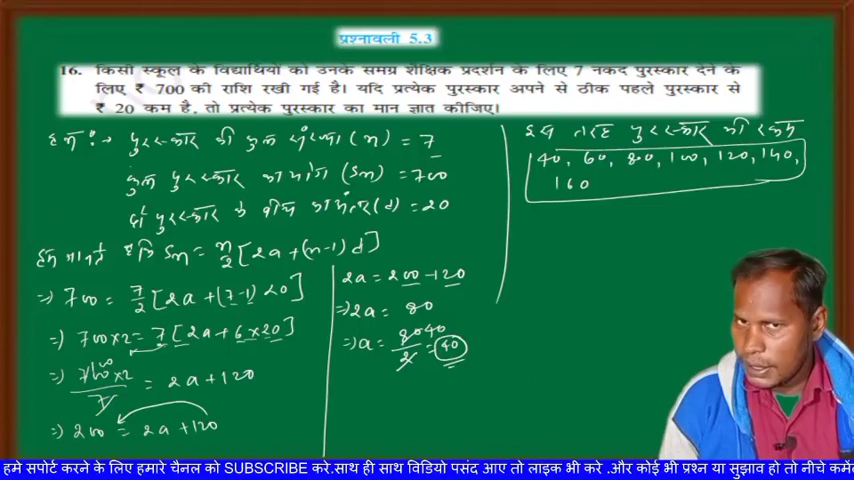 प्रश्नावली 5.3
16. किसी स्कूल के विद्यार्थियों को उनके समग्र शैक्षिक प्रदर्शन के लिए 7 नकद पुरस्कार देने के
लिए ₹ 700 की राशि रखी गई है। यदि प्रत्येक पुरस्कार अपने से ठीक पहले पुरस्कार से
₹ 20 कम है, तो प्रत्येक पुरस्कार का मान ज्ञात कीजिए।
हल:→ पुरस्कार की कुल संख्या (n) = 7
कुल पुरस्कार का योग (Sn) = 700
दो पुरस्कार के बीच का अंतर (d) = 20
हम जानते है कि Sn = n/2 [2a + (n-1) d]
⇒ 700 = 7/2 [2a + (7-1) 20]
⇒ 700×2 = 7 [2a + 6×20]
⇒ 700×2/7 = 2a + 120
⇒ 200 = 2a + 120
2a = 200 - 120
⇒ 2a = 80
⇒ a = 80/2 = 40
इस तरह पुरस्कार की रकम
40, 60, 80, 100, 120, 140,
160
हमे सपोर्ट करने के लिए हमारे चैनल को SUBSCRIBE करे.साथ ही साथ विडियो पसंद आए तो लाइक भी करे .और कोई भी प्रश्न या सुझाव हो तो नीचे कमें